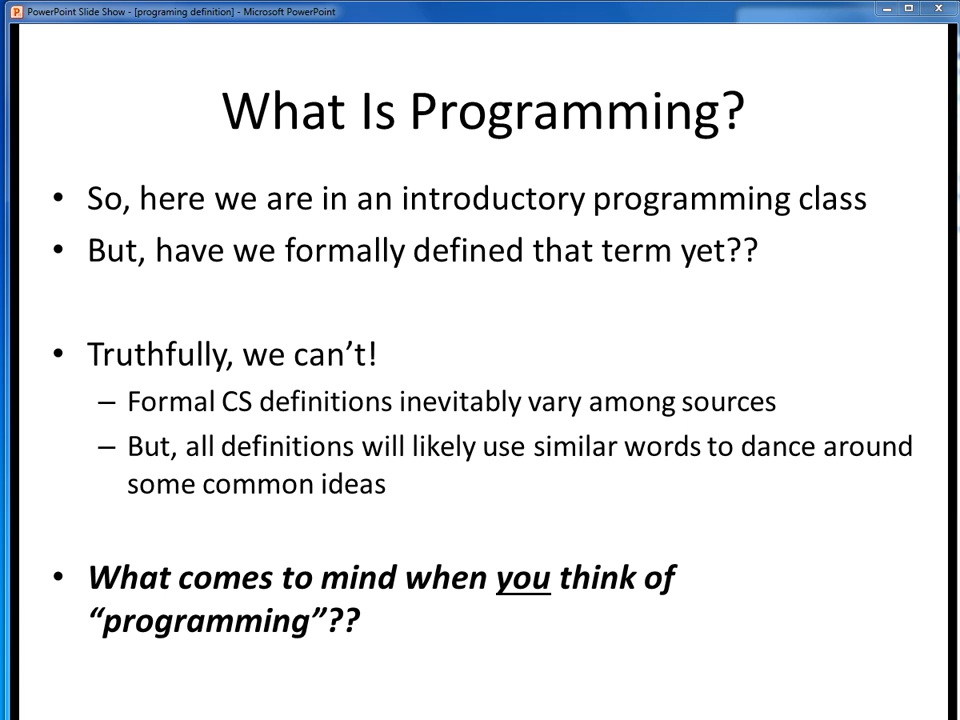 PowerPoint Slide Show - [programing definition] - Microsoft PowerPoint
What Is Programming?
• So, here we are in an introductory programming class
• But, have we formally defined that term yet??
• Truthfully, we can’t!
– Formal CS definitions inevitably vary among sources
– But, all definitions will likely use similar words to dance around
some common ideas
• What comes to mind when you think of
“programming”??